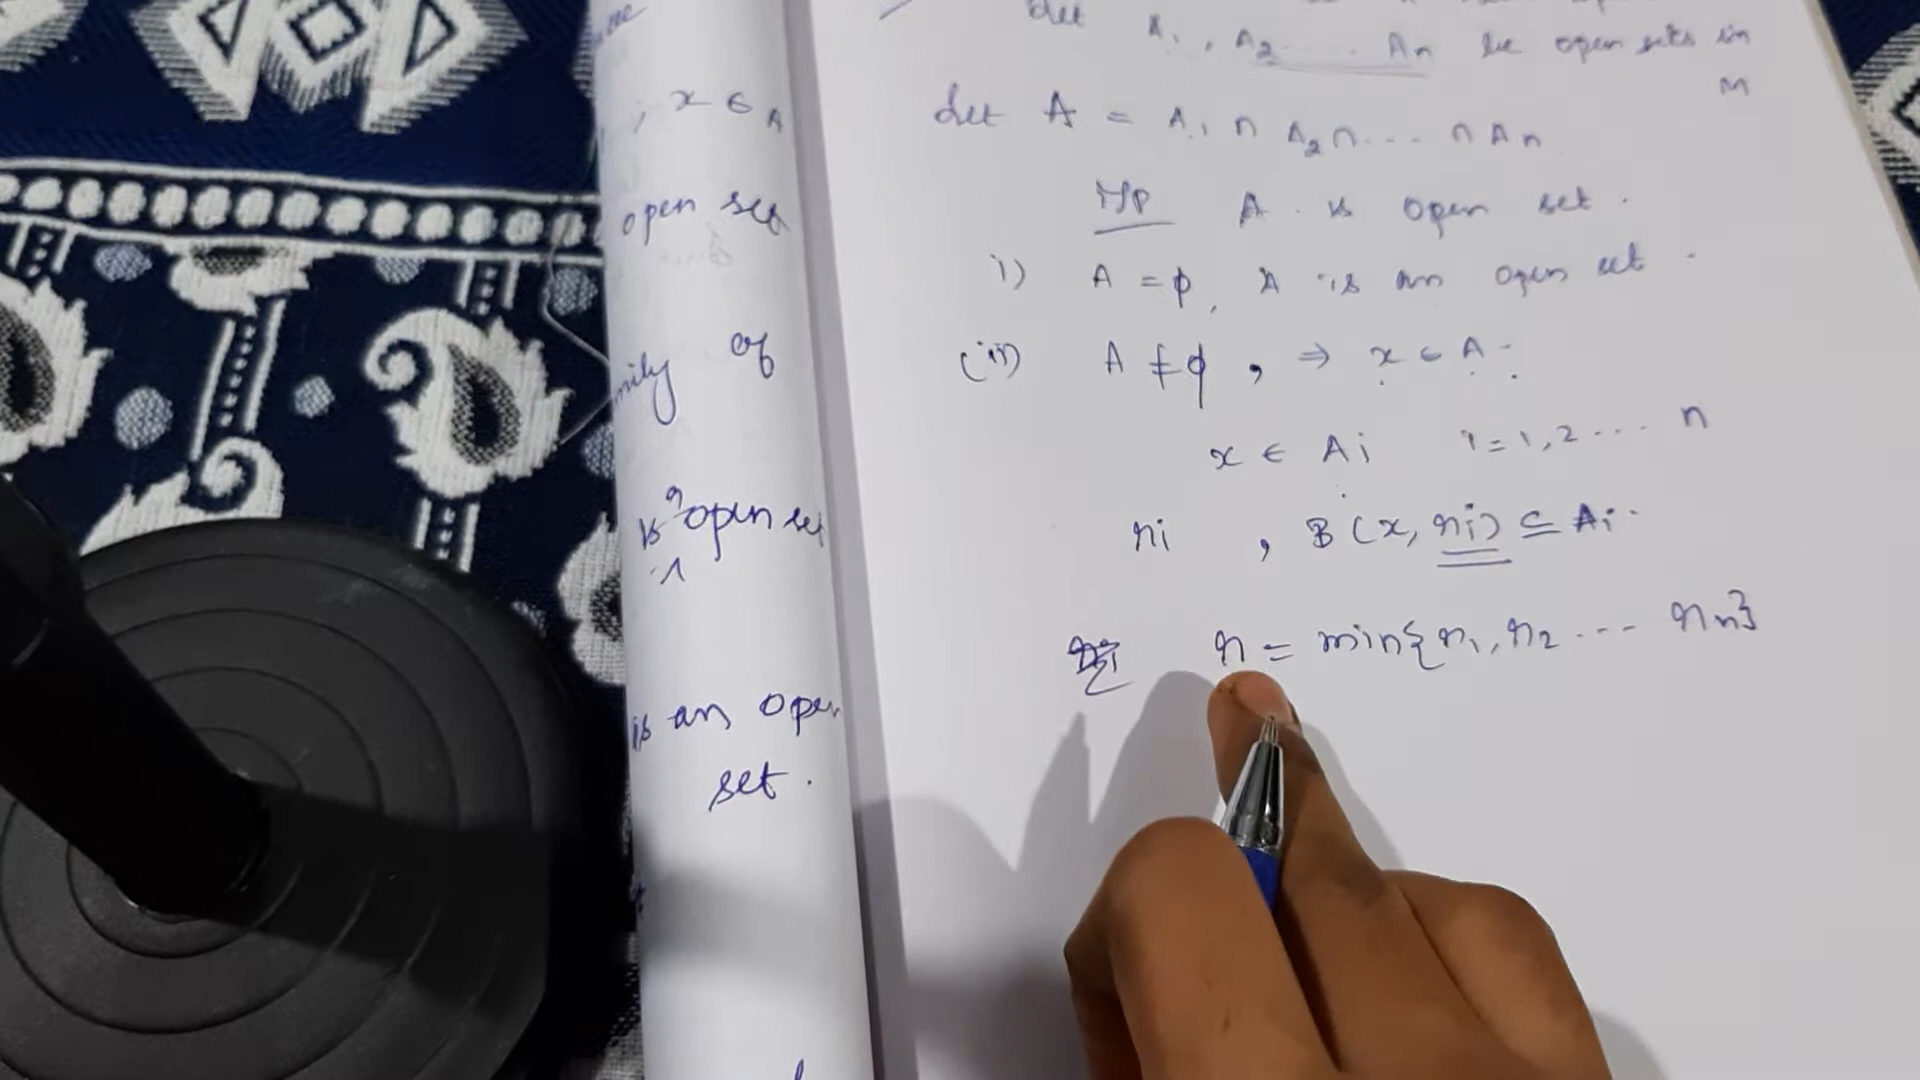 ; x ∈ A
open set
of
is open set
is an open
set.
Let A1, A2 ..... An be open sets in
M
Let A = A1 ∩ A2 ∩ ... ∩ An
A is open set.
i) A = ϕ, A is an open set.
(ii) A ≠ ϕ, ⇒ x ∈ A.
x ∈ Ai i = 1, 2 ... n
ri , B(x, ri) ⊆ Ai.
r = min{r1, r2 ... rn}